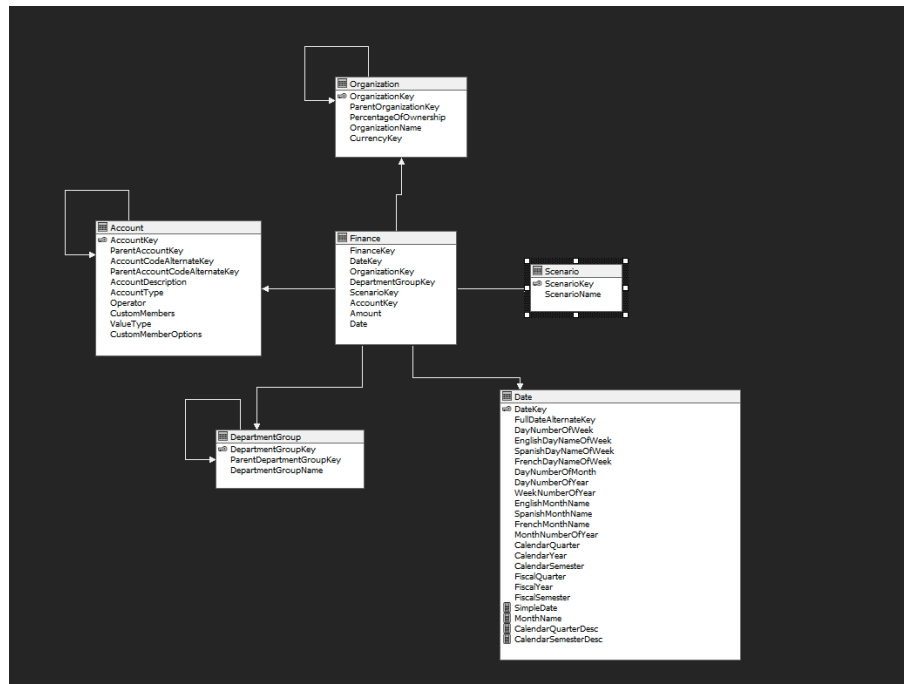 Organization
OrganizationKey
ParentOrganizationKey
PercentageOfOwnership
OrganizationName
CurrencyKey
Account
AccountKey
ParentAccountKey
AccountCodeAlternateKey
ParentAccountCodeAlternateKey
AccountDescription
AccountType
Operator
CustomMembers
ValueType
CustomMemberOptions
Finance
FinanceKey
DateKey
OrganizationKey
DepartmentGroupKey
ScenarioKey
AccountKey
Amount
Date
Scenario
ScenarioKey
ScenarioName
DepartmentGroup
DepartmentGroupKey
ParentDepartmentGroupKey
DepartmentGroupName
Date
DateKey
FullDateAlternateKey
DayNumberOfWeek
EnglishDayNameOfWeek
SpanishDayNameOfWeek
FrenchDayNameOfWeek
DayNumberOfMonth
DayNumberOfYear
WeekNumberOfYear
EnglishMonthName
SpanishMonthName
FrenchMonthName
MonthNumberOfYear
CalendarQuarter
CalendarYear
CalendarSemester
FiscalQuarter
FiscalYear
FiscalSemester
SimpleDate
MonthName
CalendarQuarterDesc
CalendarSemesterDesc